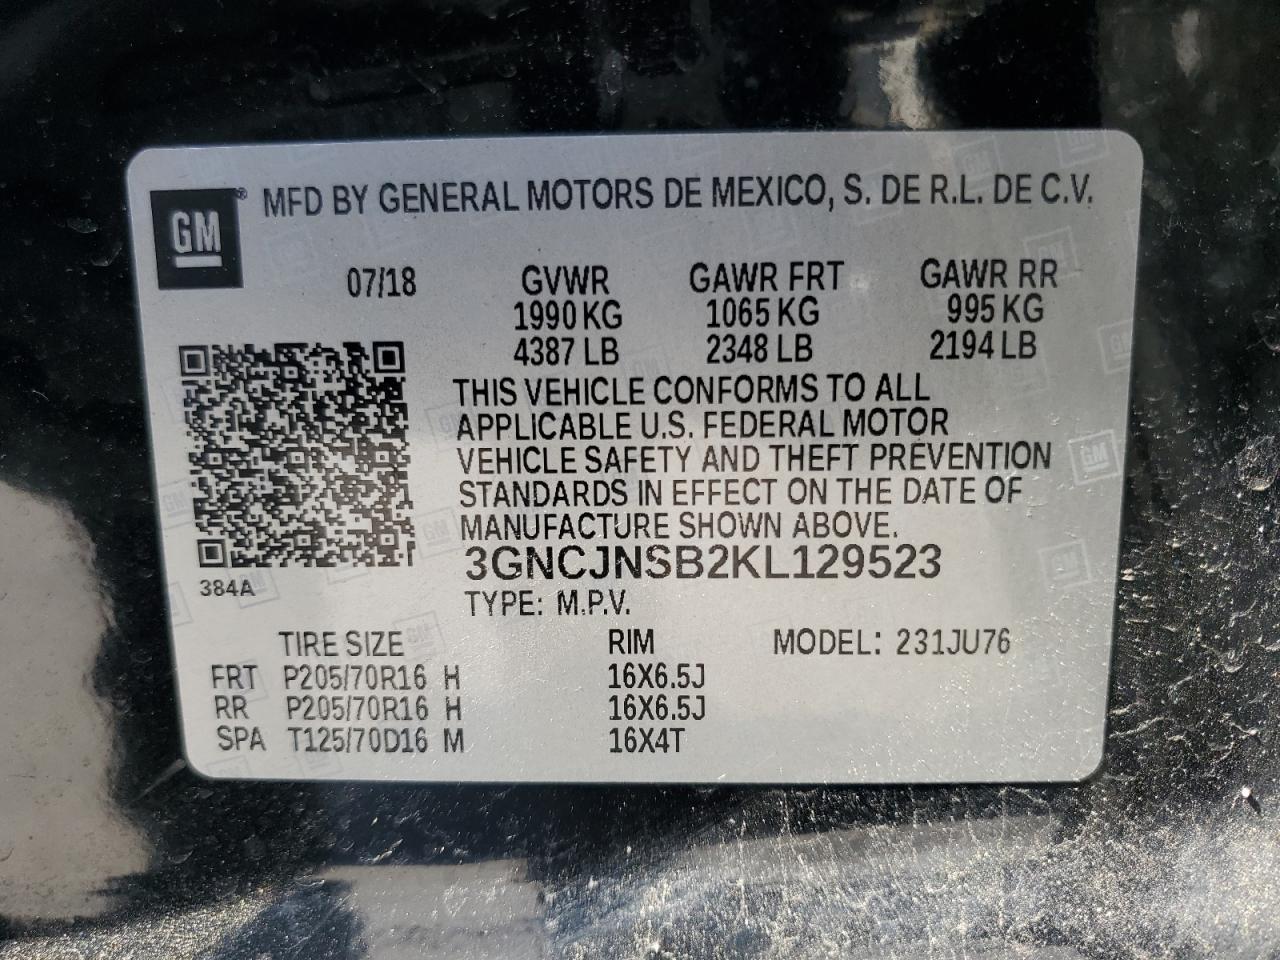 GM® MFD BY GENERAL MOTORS DE MEXICO, S. DE R.L. DE C.V.
07/18 GVWR GAWR FRT GAWR RR
1990 KG 1065 KG 995 KG
4387 LB 2348 LB 2194 LB
THIS VEHICLE CONFORMS TO ALL
APPLICABLE U.S. FEDERAL MOTOR
VEHICLE SAFETY AND THEFT PREVENTION
STANDARDS IN EFFECT ON THE DATE OF
MANUFACTURE SHOWN ABOVE.
3GNCJNSB2KL129523
384A
TYPE: M.P.V.
TIRE SIZE RIM MODEL: 231JU76
FRT P205/70R16 H 16X6.5J
RR P205/70R16 H 16X6.5J
SPA T125/70D16 M 16X4T